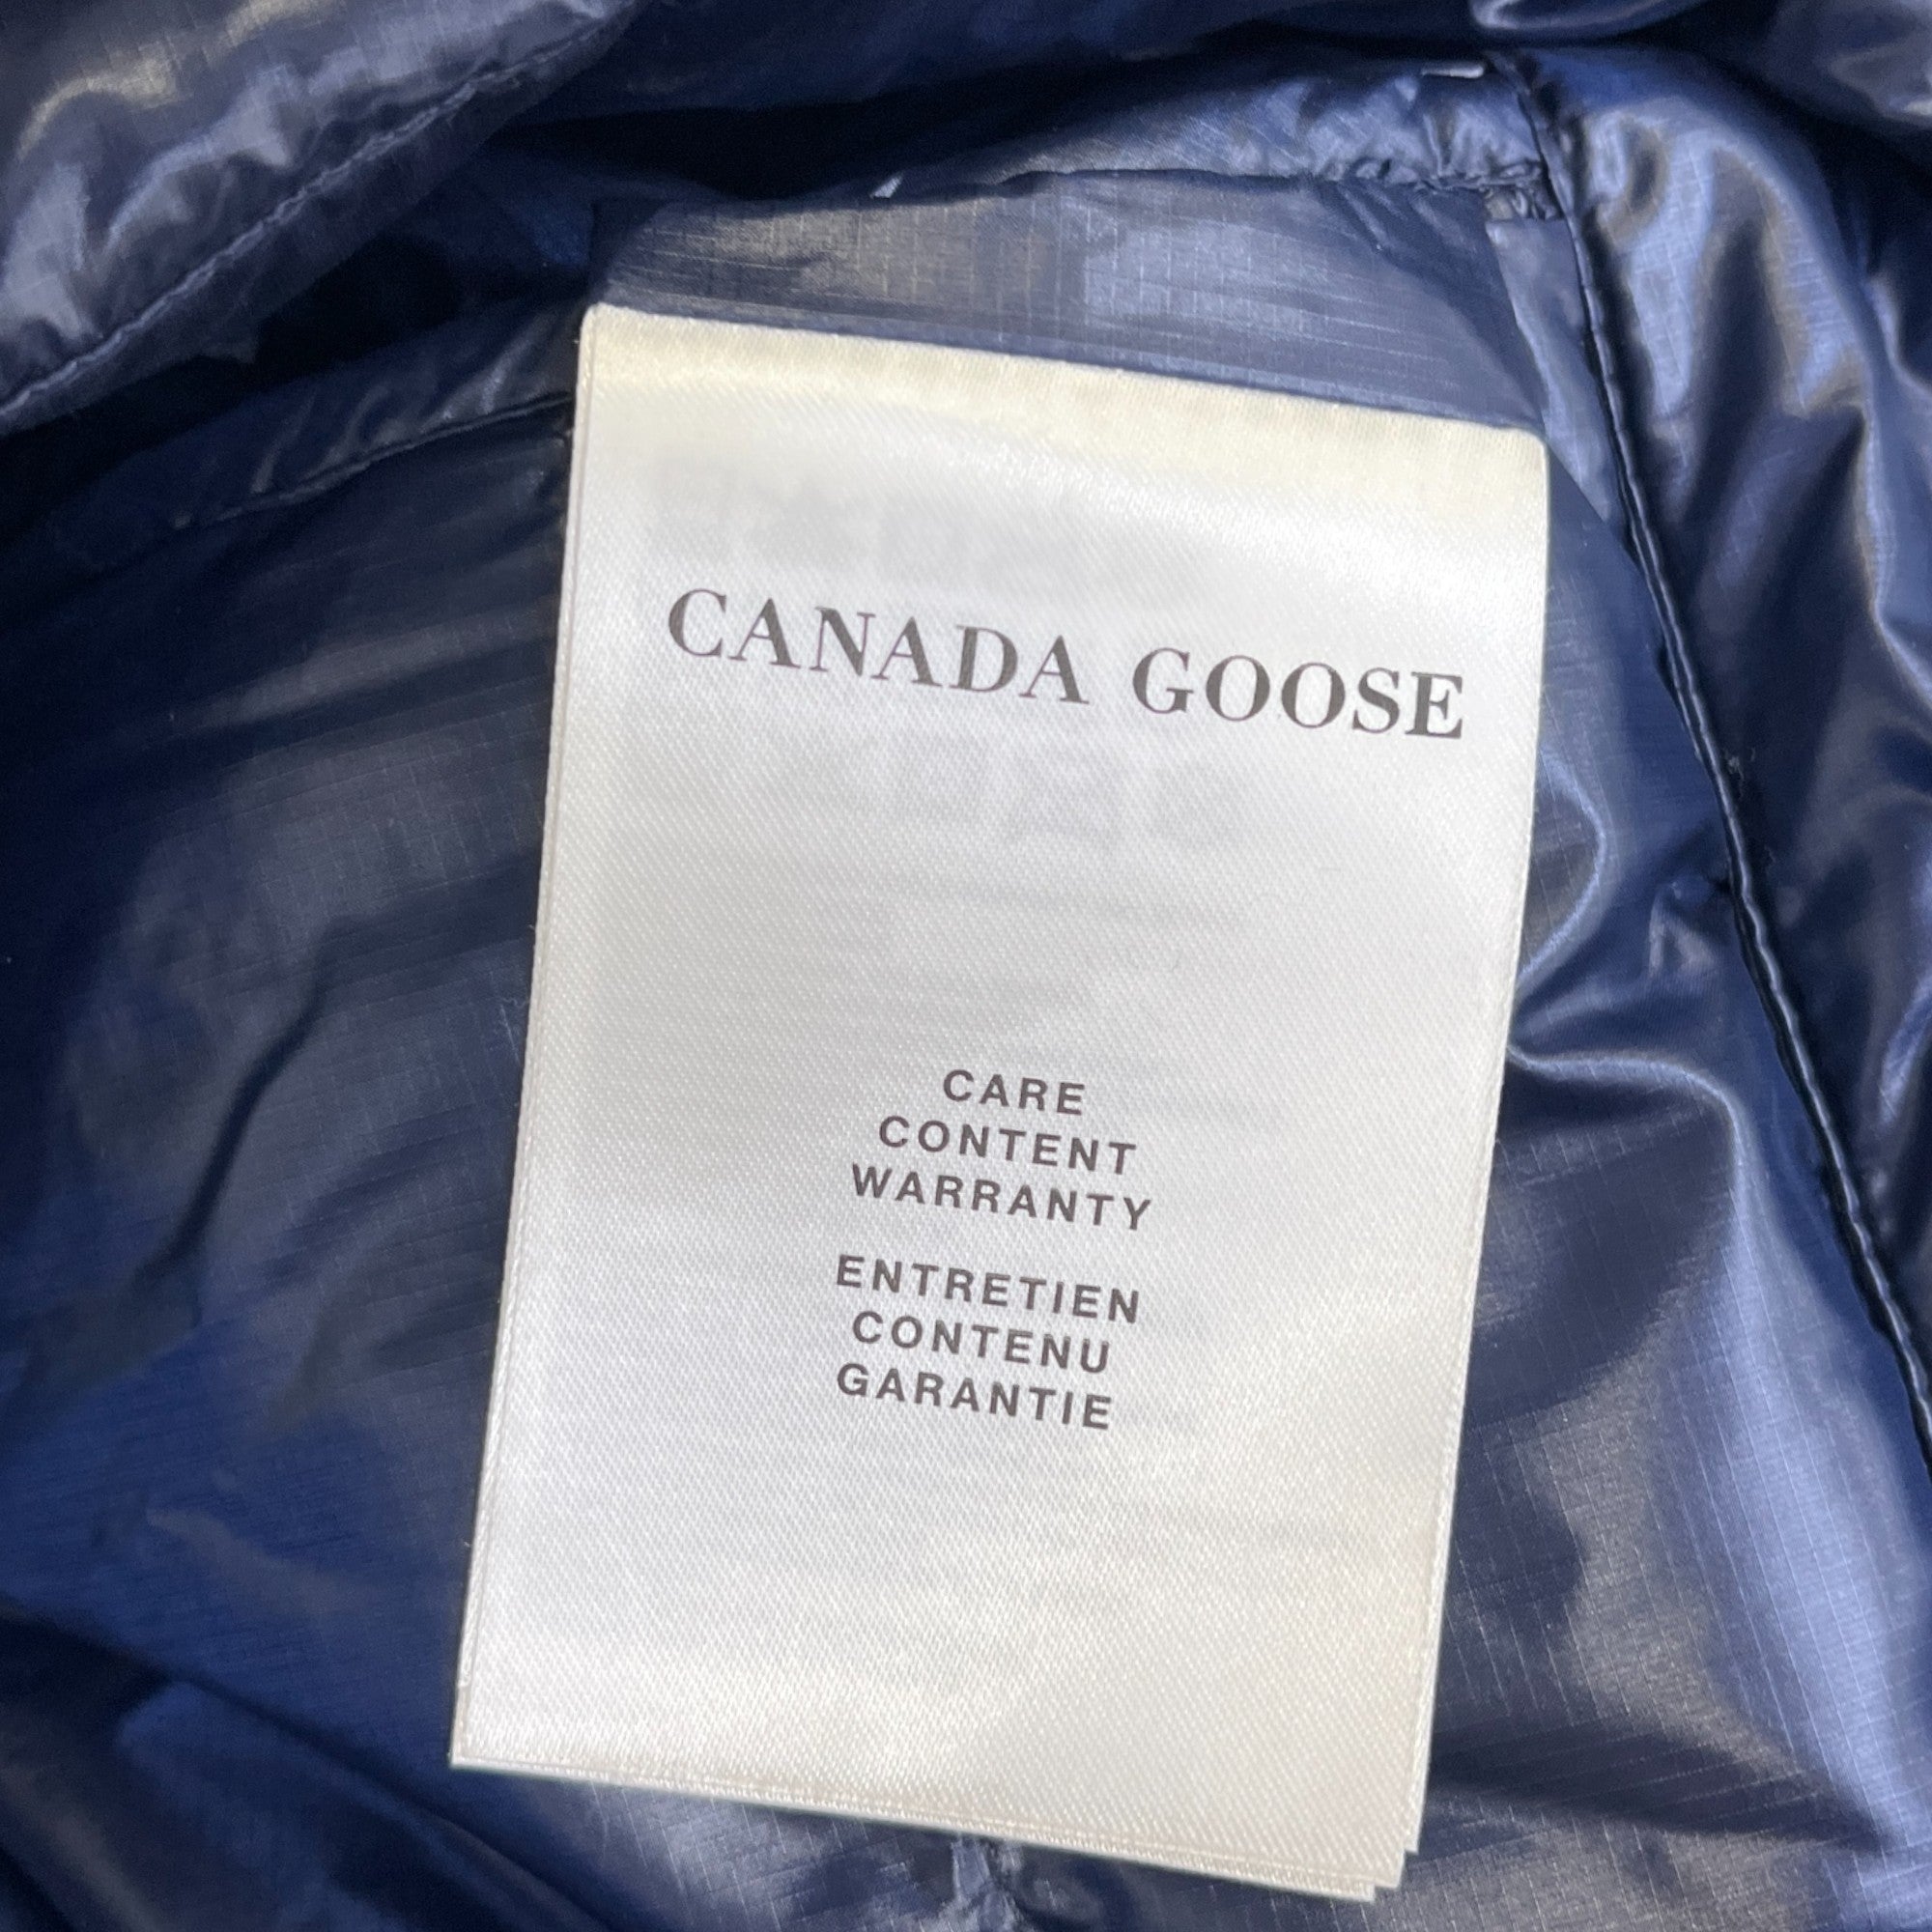 CANADA GOOSE
CARE
CONTENT
WARRANTY
ENTRETIEN
CONTENU
GARANTIE